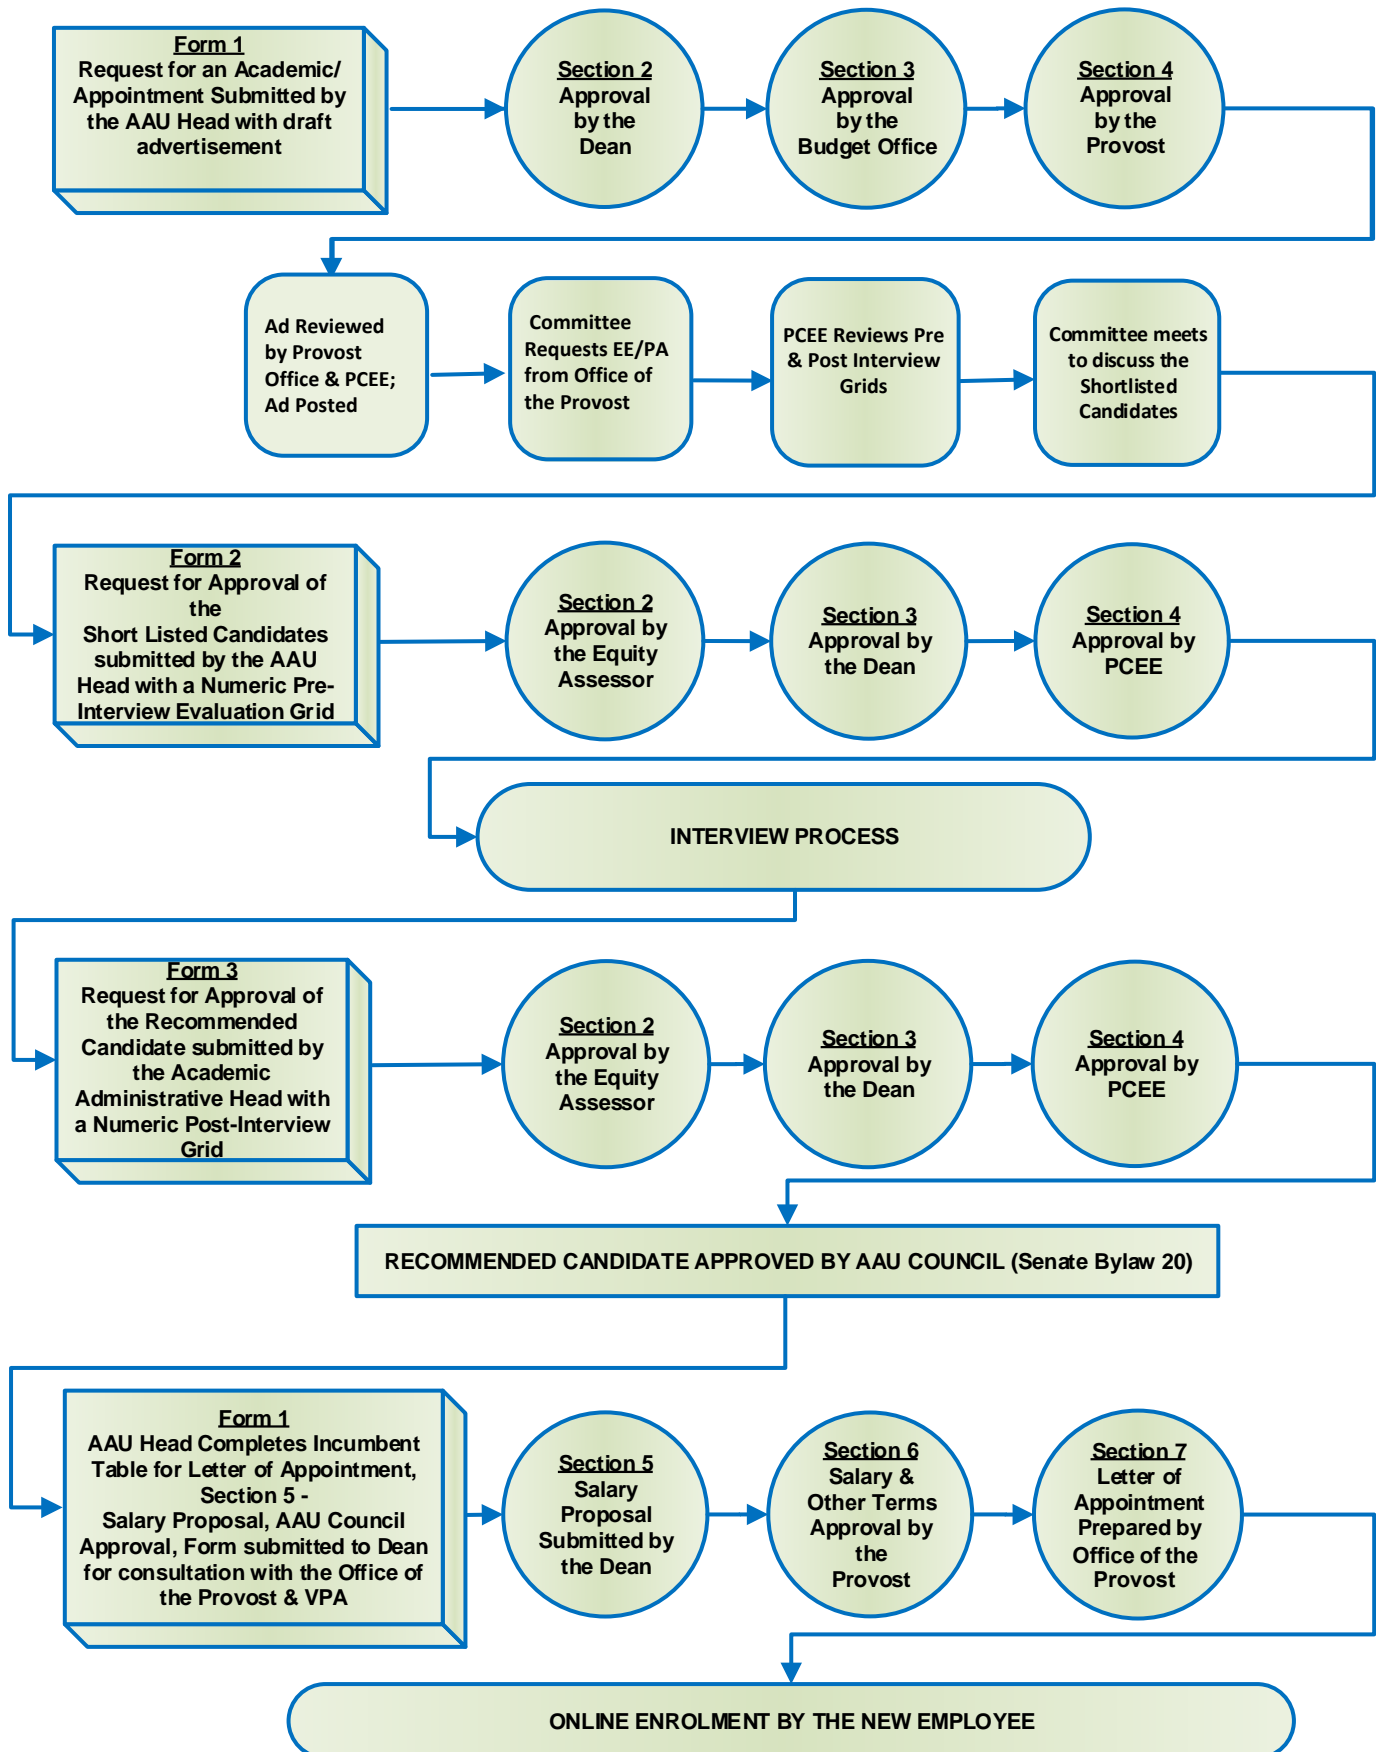 Form 1
Request for an Academic/
Appointment Submitted by
the AAU Head with draft
advertisement
Section 2
Approval
by the
Dean
Section 3
Approval
by the
Budget Office
Section 4
Approval
by the
Provost
Ad Reviewed
by Provost
Office & PCEE;
Ad Posted
Committee
Requests EE/PA
from Office of
the Provost
PCEE Reviews Pre
& Post Interview
Grids
Committee meets
to discuss the
Shortlisted
Candidates
Form 2
Request for Approval of
the
Short Listed Candidates
submitted by the AAU
Head with a Numeric Pre-
Interview Evaluation Grid
Section 2
Approval by
the Equity
Assessor
Section 3
Approval by
the Dean
Section 4
Approval by
PCEE
INTERVIEW PROCESS
Form 3
Request for Approval of
the Recommended
Candidate submitted by
the Academic
Administrative Head with
a Numeric Post-Interview
Grid
Section 2
Approval by
the Equity
Assessor
Section 3
Approval by
the Dean
Section 4
Approval by
PCEE
RECOMMENDED CANDIDATE APPROVED BY AAU COUNCIL (Senate Bylaw 20)
Form 1
AAU Head Completes Incumbent
Table for Letter of Appointment,
Section 5 -
Salary Proposal, AAU Council
Approval, Form submitted to Dean
for consultation with the Office of
the Provost & VPA
Section 5
Salary
Proposal
Submitted by
the Dean
Section 6
Salary &
Other Terms
Approval by
the
Provost
Section 7
Letter of
Appointment
Prepared by
Office of the
Provost
ONLINE ENROLMENT BY THE NEW EMPLOYEE